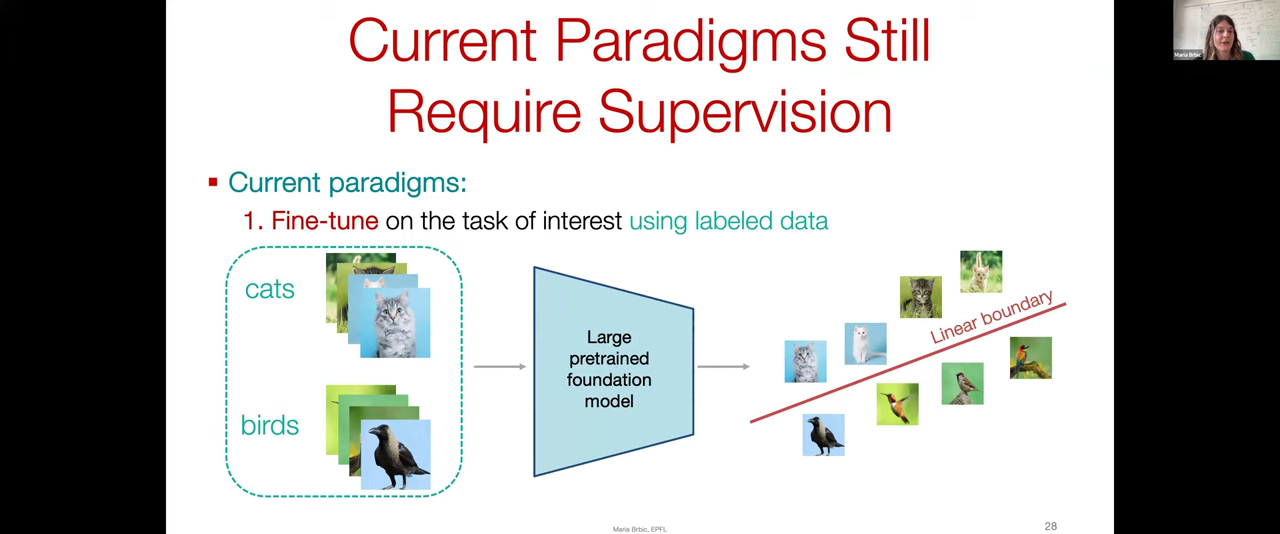 Current Paradigms Still
Require Supervision
Maria Brbic
▪ Current paradigms:
1. Fine-tune on the task of interest using labeled data
cats
birds
Large
pretrained
foundation
model
Linear boundary
Maria Brbic, EPFL
28